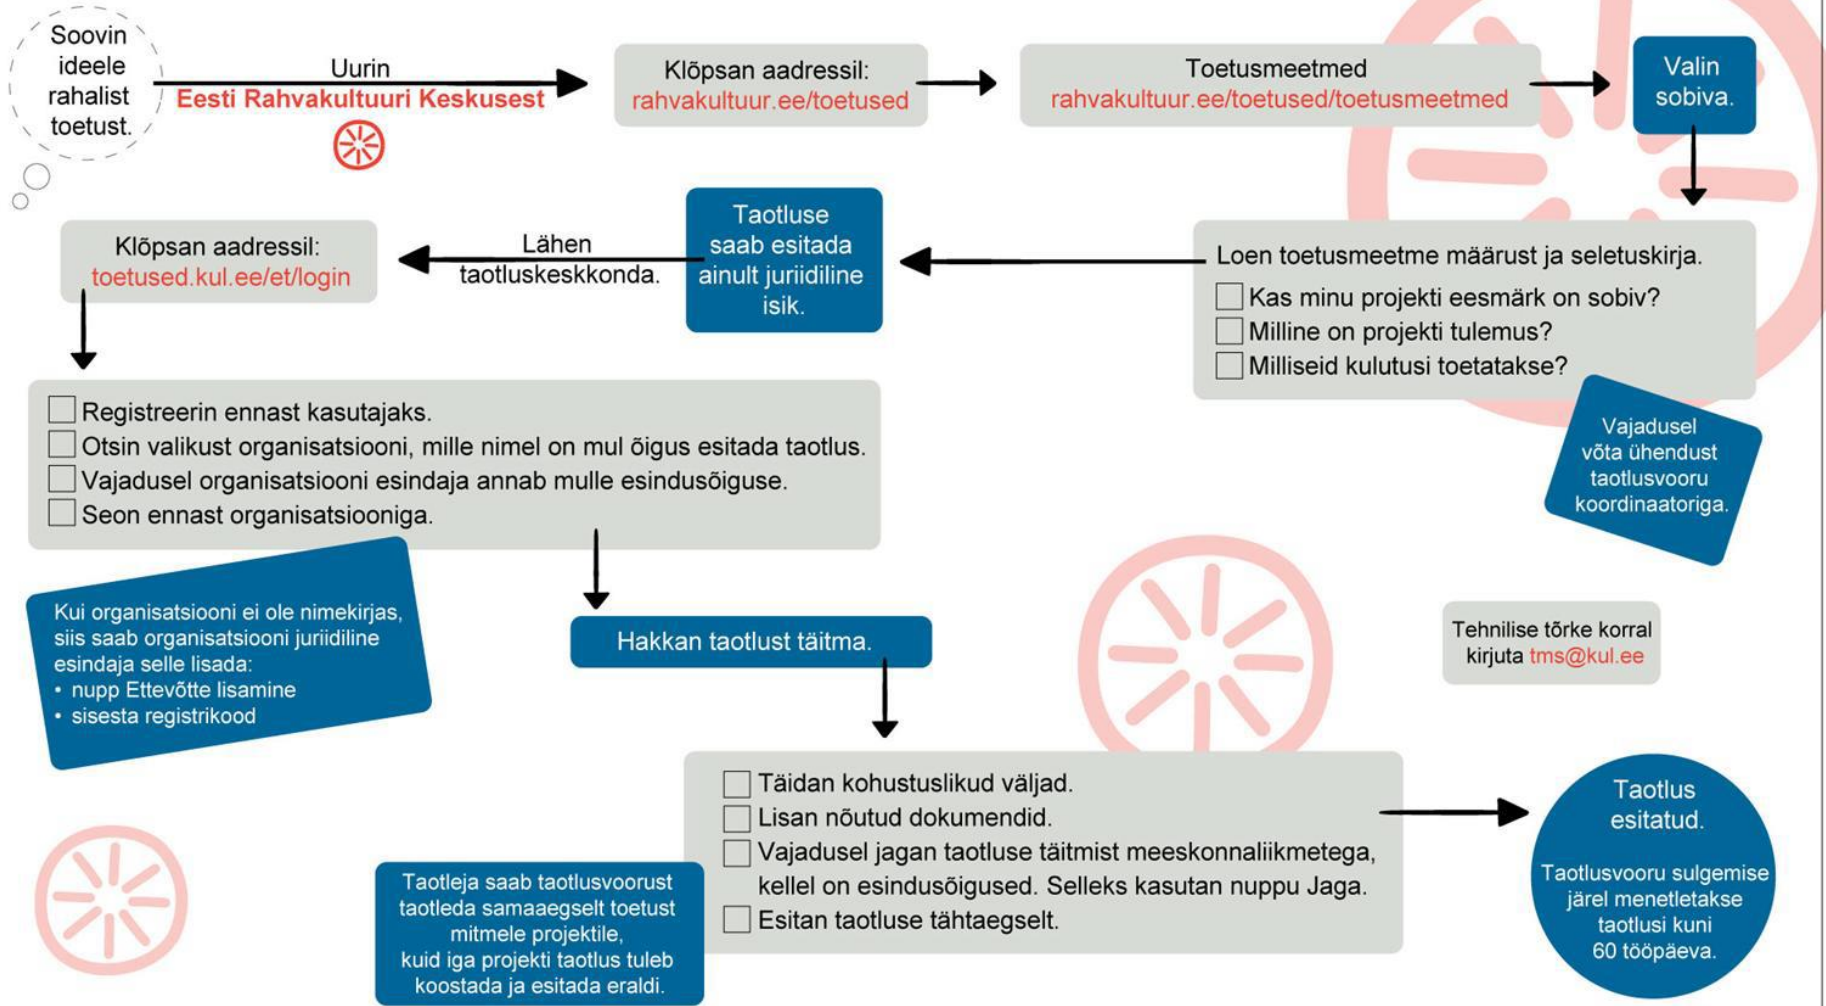 Soovin
ideele
rahalist
toetust.
Uurin
Eesti Rahvakultuuri Keskusest
Klõpsan aadressil:
rahvakultuur.ee/toetused
Toetusmeetmed
rahvakultuur.ee/toetused/toetusmeetmed
Valin
sobiva.
Loen toetusmeetme määrust ja seletuskirja.
Kas minu projekti eesmärk on sobiv?
Milline on projekti tulemus?
Milliseid kulutusi toetatakse?
Vajadusel
võta ühendust
taotlusvooru
koordinaatoriga.
Taotluse
saab esitada
ainult juriidiline
isik.
Lähen
taotluskeskkonda.
Klõpsan aadressil:
toetused.kul.ee/et/login
Registreerin ennast kasutajaks.
Otsin valikust organisatsiooni, mille nimel on mul õigus esitada taotlus.
Vajadusel organisatsiooni esindaja annab mulle esindusõiguse.
Seon ennast organisatsiooniga.
Kui organisatsiooni ei ole nimekirjas,
siis saab organisatsiooni juriidiline
esindaja selle lisada:
• nupp Ettevõtte lisamine
• sisesta registrikood
Hakkan taotlust täitma.
Tehnilise tõrke korral
kirjuta tms@kul.ee
Täidan kohustuslikud väljad.
Lisan nõutud dokumendid.
Vajadusel jagan taotluse täitmist meeskonnaliikmetega,
kellel on esindusõigused. Selleks kasutan nuppu Jaga.
Esitan taotluse tähtaegselt.
Taotleja saab taotlusvoorust
taotleda samaaegselt toetust
mitmele projektile,
kuid iga projekti taotlus tuleb
koostada ja esitada eraldi.
Taotlus
esitatud.
Taotlusvooru sulgemise
järel menetletakse
taotlusi kuni
60 tööpäeva.